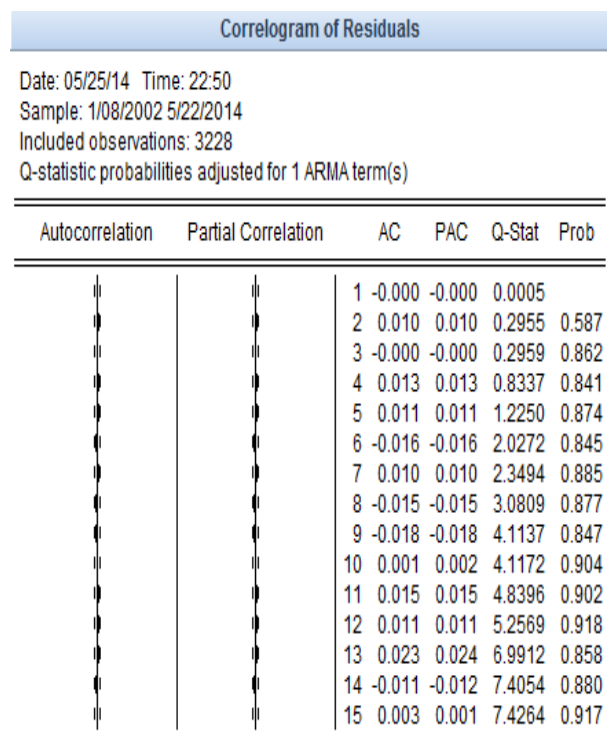 Correlogram of Residuals
Date: 05/25/14 Time: 22:50
Sample: 1/08/2002 5/22/2014
Included observations: 3228
Q-statistic probabilities adjusted for 1 ARMA term(s)
Autocorrelation Partial Correlation AC PAC Q-Stat Prob
1 -0.000 -0.000 0.0005
2 0.010 0.010 0.2955 0.587
3 -0.000 -0.000 0.2959 0.862
4 0.013 0.013 0.8337 0.841
5 0.011 0.011 1.2250 0.874
6 -0.016 -0.016 2.0272 0.845
7 0.010 0.010 2.3494 0.885
8 -0.015 -0.015 3.0809 0.877
9 -0.018 -0.018 4.1137 0.847
10 0.001 0.002 4.1172 0.904
11 0.015 0.015 4.8396 0.902
12 0.011 0.011 5.2569 0.918
13 0.023 0.024 6.9912 0.858
14 -0.011 -0.012 7.4054 0.880
15 0.003 0.001 7.4264 0.917